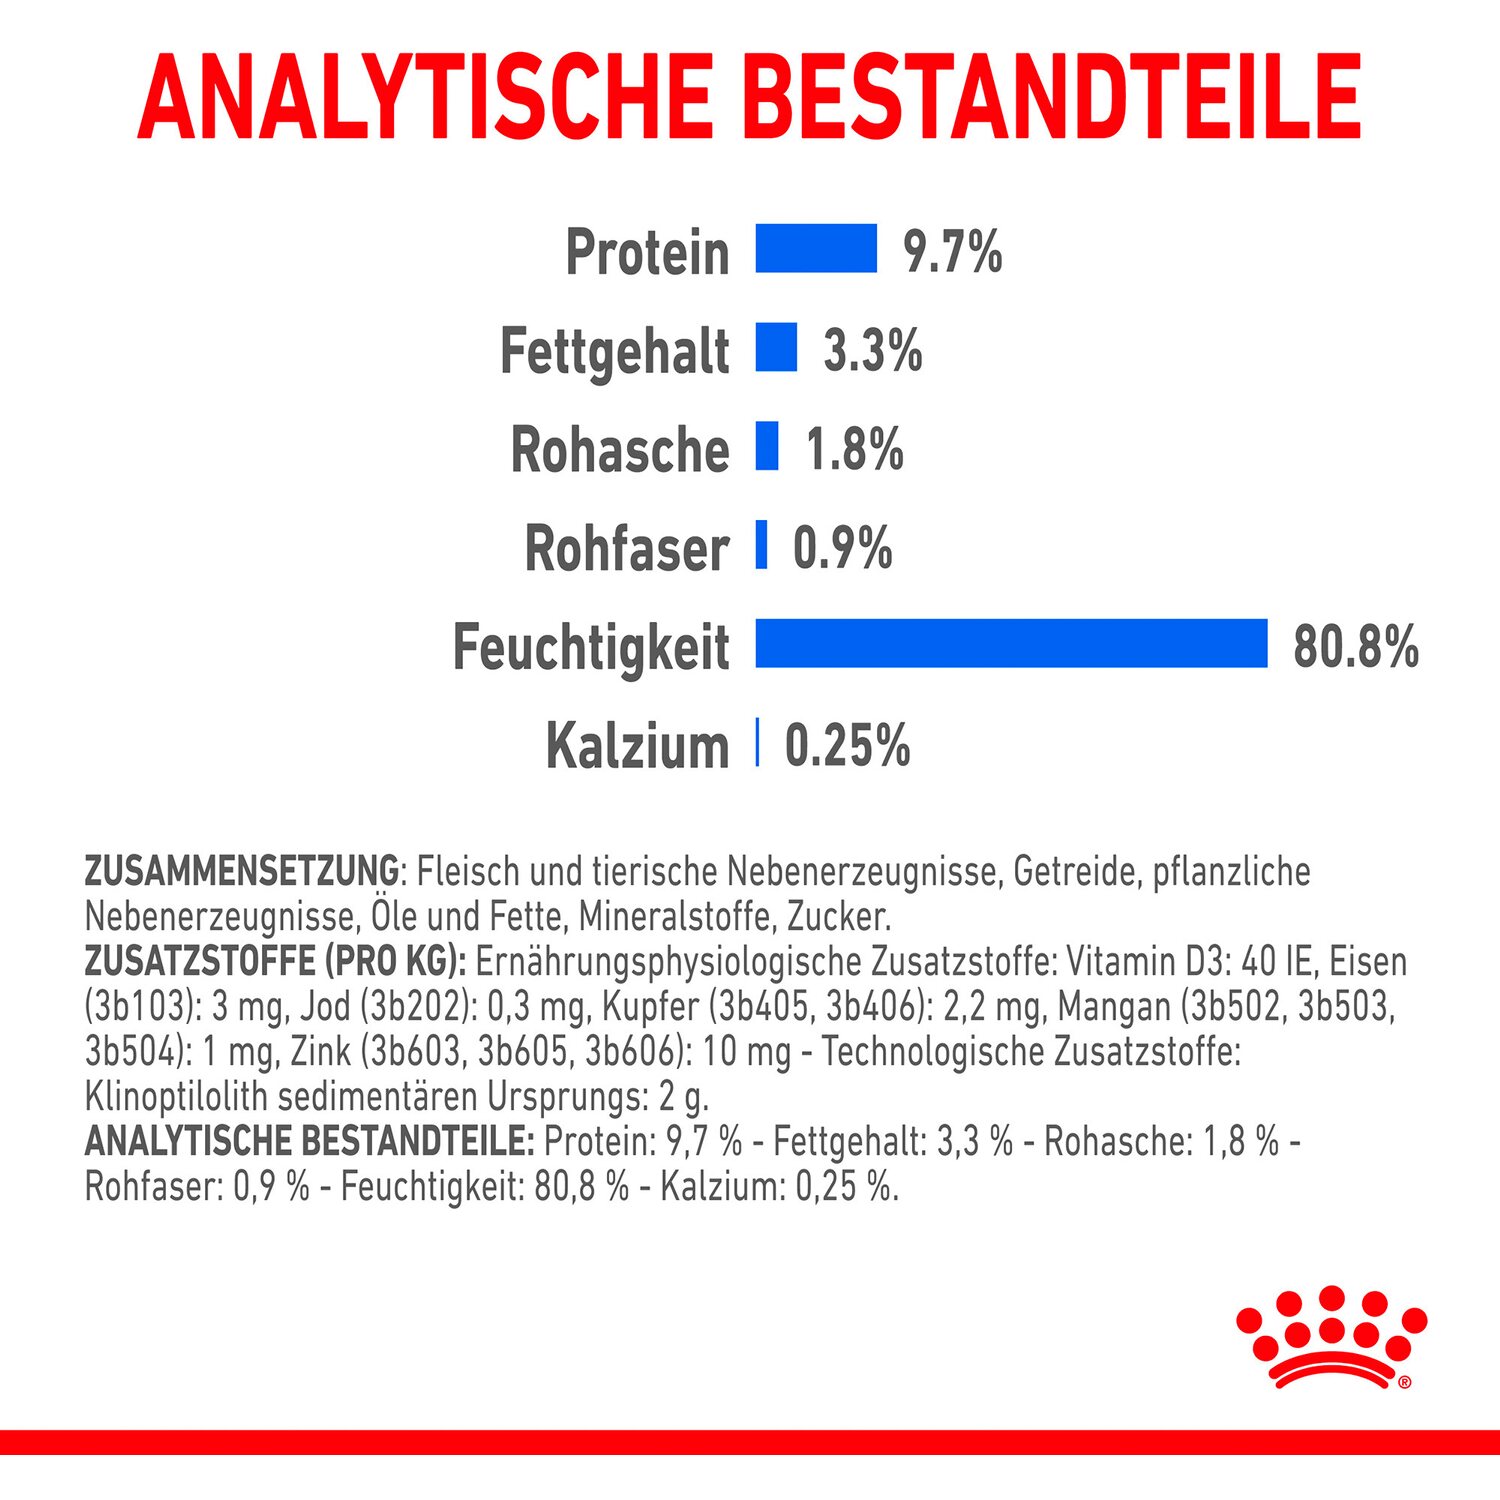 ANALYTISCHE BESTANDTEILE
Protein 9.7%
Fettgehalt 3.3%
Rohasche 1.8%
Rohfaser 0.9%
Feuchtigkeit 80.8%
Kalzium 0.25%
ZUSAMMENSETZUNG: Fleisch und tierische Nebenerzeugnisse, Getreide, pflanzliche
Nebenerzeugnisse, Öle und Fette, Mineralstoffe, Zucker.
ZUSATZSTOFFE (PRO KG): Ernährungsphysiologische Zusatzstoffe: Vitamin D3: 40 IE, Eisen
(3b103): 3 mg, Jod (3b202): 0,3 mg, Kupfer (3b405, 3b406): 2,2 mg, Mangan (3b502, 3b503,
3b504): 1 mg, Zink (3b603, 3b605, 3b606): 10 mg - Technologische Zusatzstoffe:
Klinoptilolith sedimentären Ursprungs: 2 g.
ANALYTISCHE BESTANDTEILE: Protein: 9,7 % - Fettgehalt: 3,3 % - Rohasche: 1,8 % -
Rohfaser: 0,9 % - Feuchtigkeit: 80,8 % - Kalzium: 0,25 %.
®